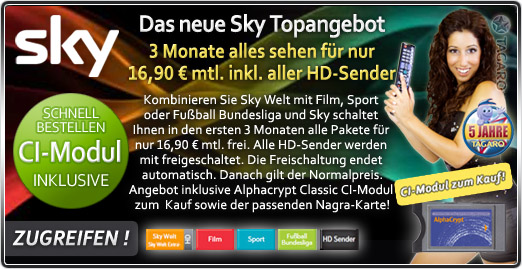 sky
Das neue Sky Topangebot
3 Monate alles sehen für nur
16,90 € mtl. inkl. aller HD-Sender
Kombinieren Sie Sky Welt mit Film, Sport
oder Fußball Bundesliga und Sky schaltet
Ihnen in den ersten 3 Monaten alle Pakete für
nur 16,90 € mtl. frei. Alle HD-Sender werden
mit freigeschaltet. Die Freischaltung endet
automatisch. Danach gilt der Normalpreis.
Angebot inklusive Alphacrypt Classic CI-Modul
zum Kauf sowie der passenden Nagra-Karte!
SCHNELL
BESTELLEN
CI-Modul
INKLUSIVE
TAGARO
5 JAHRE
TAGARO
CI-Modul zum Kauf!
AlphaCrypt
ZUGREIFEN !
Sky Welt
Sky Welt Extra
HD
Film
Sport
Fußball
Bundesliga
HD Sender